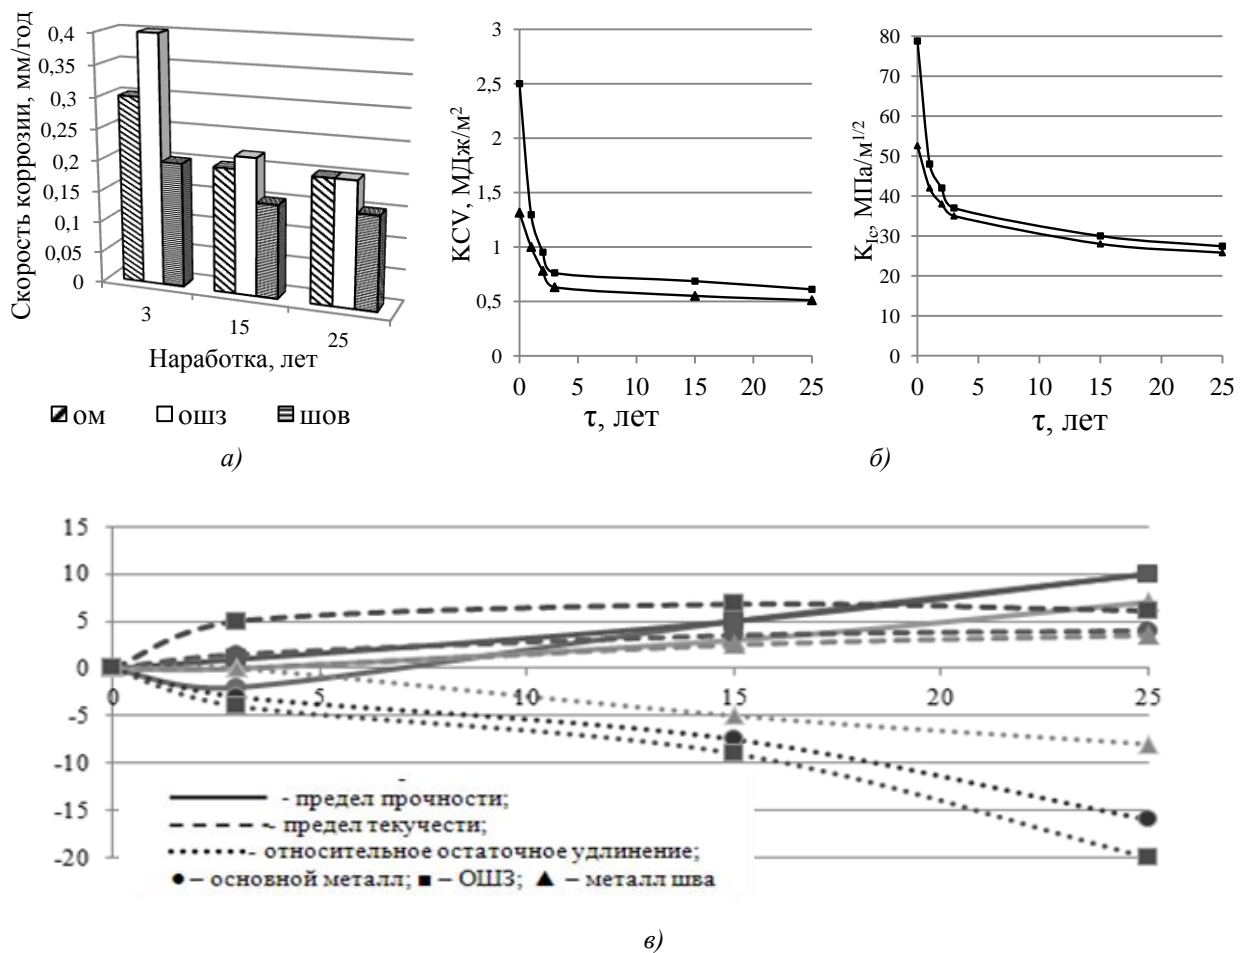 Скорость коррозии, мм/год
0,4
0,35
0,3
0,25
0,2
0,15
0,1
0,05
0
3
15
25
Наработка, лет
ом
ошз
шов
а)
KCV, МДж/м²
3
2,5
2
1,5
1
0,5
0
0 5 10 15 20 25
τ, лет
K_Ic, МПа/м^1/2
80
70
60
50
40
30
20
10
0
0 5 10 15 20 25
τ, лет
б)
15
10
5
0
-5
-10
-15
-20
0 5 10 15 20 25
- предел прочности;
- предел текучести;
- относительное остаточное удлинение;
● – основной металл; ■ – ОШЗ; ▲ – металл шва
в)